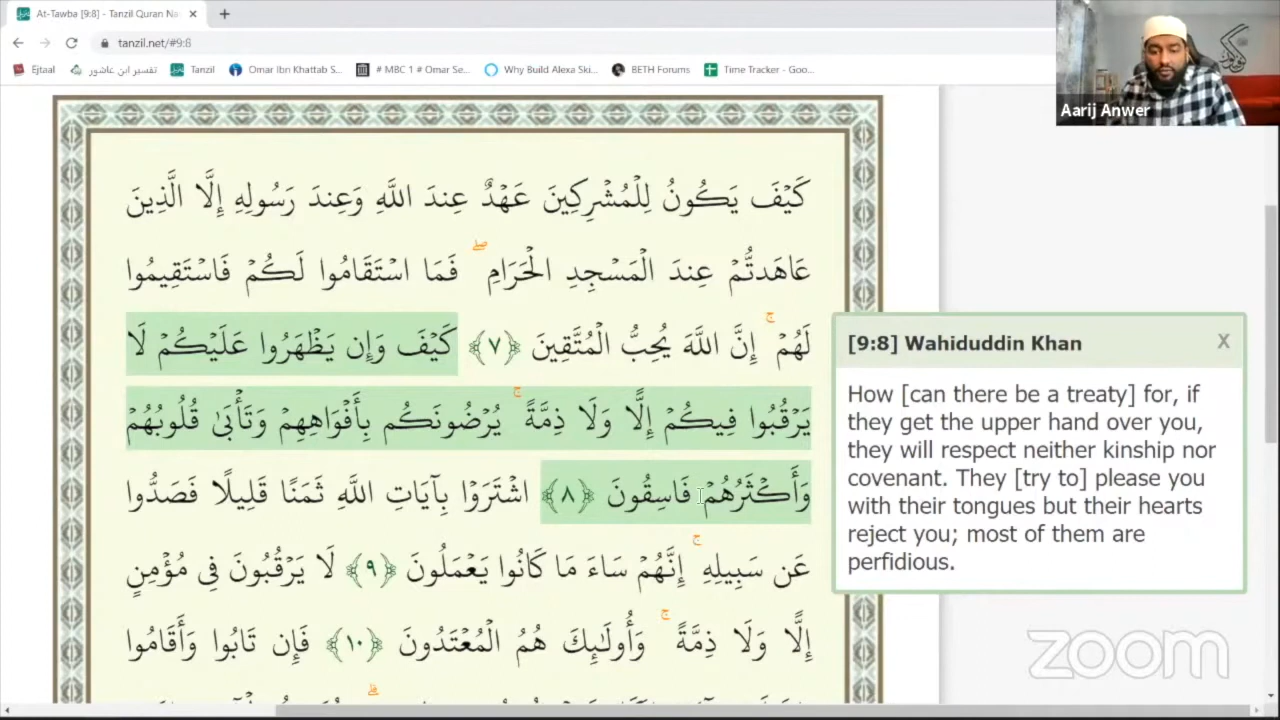 At-Tawba [9:8] - Tanzil Quran Na
tanzil.net/#9:8
Ejtaal
تفسير ابن عاشور
Tanzil
Omar Ibn Khattab S...
# MBC 1 # Omar Se...
Why Build Alexa Ski...
BETH Forums
Time Tracker - Goo...
Aarij Anwer
كَيْفَ يَكُونُ لِلْمُشْرِكِينَ عَهْدٌ عِندَ اللَّهِ وَعِندَ رَسُولِهِ إِلَّا الَّذِينَ
عَاهَدتُّمْ عِندَ الْمَسْجِدِ الْحَرَامِ ۖ فَمَا اسْتَقَامُوا لَكُمْ فَاسْتَقِيمُوا
لَهُمْ ۚ إِنَّ اللَّهَ يُحِبُّ الْمُتَّقِينَ ﴿٧﴾ كَيْفَ وَإِن يَظْهَرُوا عَلَيْكُمْ لَا
يَرْقُبُوا فِيكُمْ إِلًّا وَلَا ذِمَّةً ۚ يُرْضُونَكُم بِأَفْوَاهِهِمْ وَتَأْبَىٰ قُلُوبُهُمْ
وَأَكْثَرُهُمْ فَاسِقُونَ ﴿٨﴾ اشْتَرَوْا بِآيَاتِ اللَّهِ ثَمَنًا قَلِيلًا فَصَدُّوا
عَن سَبِيلِهِ ۚ إِنَّهُمْ سَاءَ مَا كَانُوا يَعْمَلُونَ ﴿٩﴾ لَا يَرْقُبُونَ فِي مُؤْمِنٍ
إِلًّا وَلَا ذِمَّةً ۚ وَأُولَٰئِكَ هُمُ الْمُعْتَدُونَ ﴿١٠﴾ فَإِن تَابُوا وَأَقَامُوا
[9:8] Wahiduddin Khan
X
How [can there be a treaty] for, if
they get the upper hand over you,
they will respect neither kinship nor
covenant. They [try to] please you
with their tongues but their hearts
reject you; most of them are
perfidious.
zoom